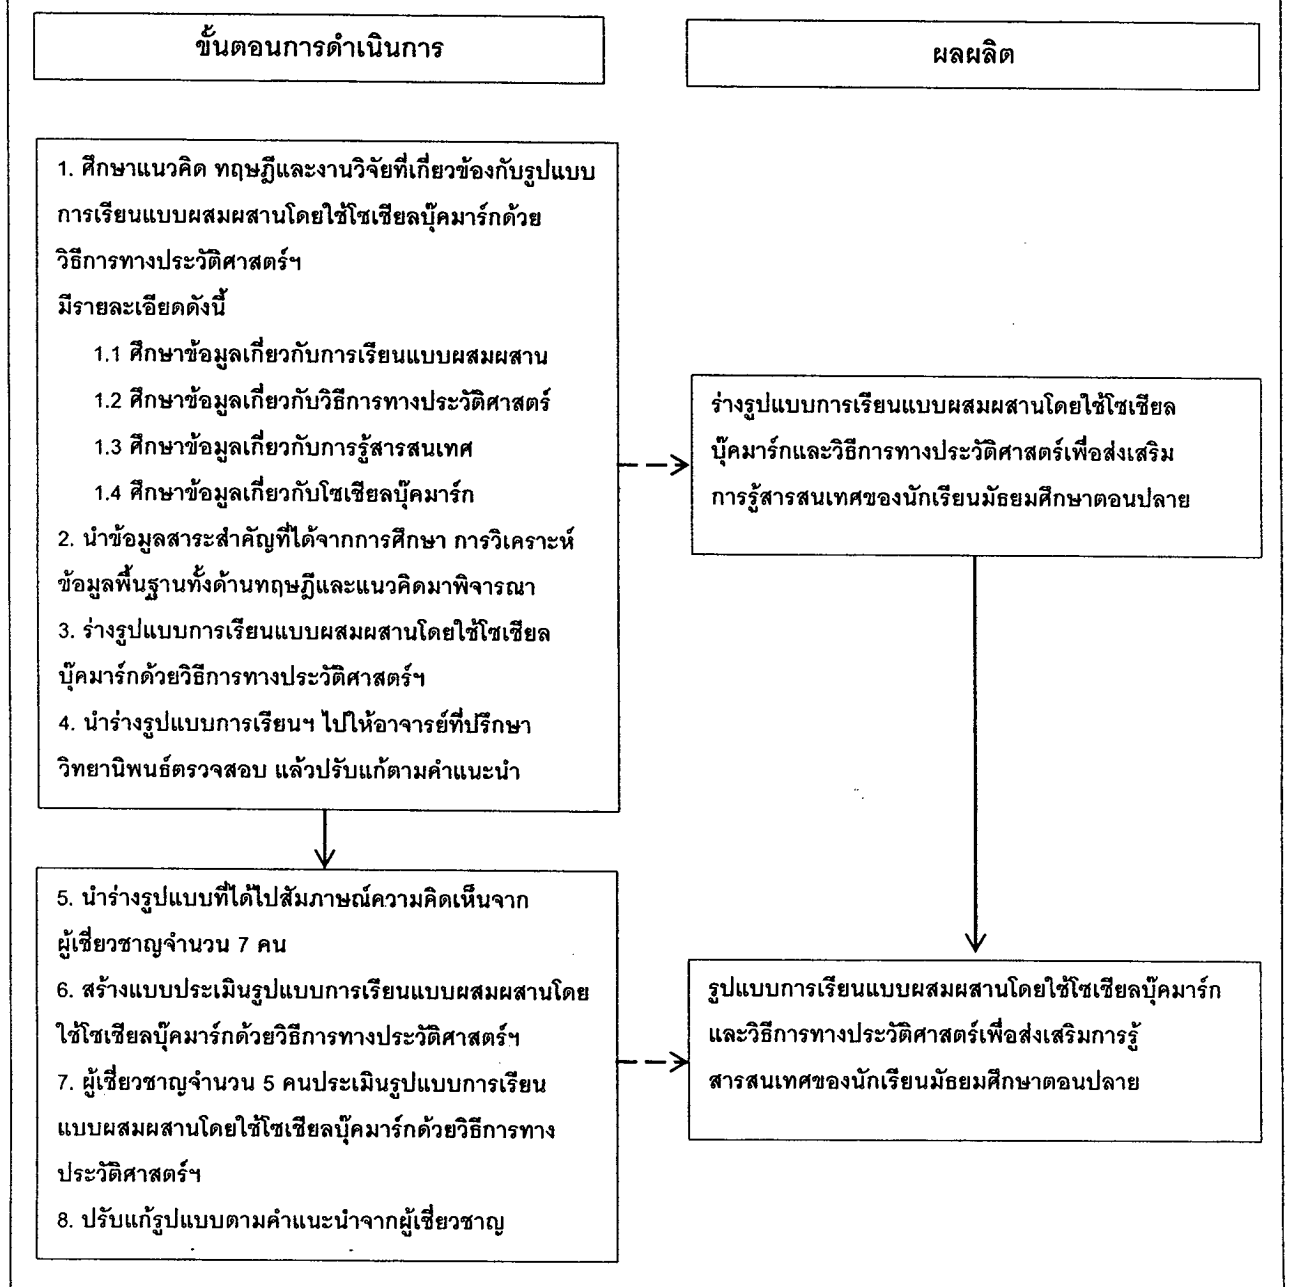 ขั้นตอนการดำเนินการ
ผลผลิต
1. ศึกษาแนวคิด ทฤษฎีและงานวิจัยที่เกี่ยวข้องกับรูปแบบ
การเรียนแบบผสมผสานโดยใช้โซเชียลบุ๊คมาร์กด้วย
วิธีการทางประวัติศาสตร์ฯ
มีรายละเอียดดังนี้
1.1 ศึกษาข้อมูลเกี่ยวกับการเรียนแบบผสมผสาน
1.2 ศึกษาข้อมูลเกี่ยวกับวิธีการทางประวัติศาสตร์
1.3 ศึกษาข้อมูลเกี่ยวกับการรู้สารสนเทศ
1.4 ศึกษาข้อมูลเกี่ยวกับโซเชียลบุ๊คมาร์ก
2. นำข้อมูลสาระสำคัญที่ได้จากการศึกษา การวิเคราะห์
ข้อมูลพื้นฐานทั้งด้านทฤษฎีและแนวคิดมาพิจารณา
3. ร่างรูปแบบการเรียนแบบผสมผสานโดยใช้โซเชียล
บุ๊คมาร์กด้วยวิธีการทางประวัติศาสตร์ฯ
4. นำร่างรูปแบบการเรียนฯ ไปให้อาจารย์ที่ปรึกษา
วิทยานิพนธ์ตรวจสอบ แล้วปรับแก้ตามคำแนะนำ
ร่างรูปแบบการเรียนแบบผสมผสานโดยใช้โซเชียล
บุ๊คมาร์กและวิธีการทางประวัติศาสตร์เพื่อส่งเสริม
การรู้สารสนเทศของนักเรียนมัธยมศึกษาตอนปลาย
5. นำร่างรูปแบบที่ได้ไปสัมภาษณ์ความคิดเห็นจาก
ผู้เชี่ยวชาญจำนวน 7 คน
6. สร้างแบบประเมินรูปแบบการเรียนแบบผสมผสานโดย
ใช้โซเชียลบุ๊คมาร์กด้วยวิธีการทางประวัติศาสตร์ฯ
7. ผู้เชี่ยวชาญจำนวน 5 คนประเมินรูปแบบการเรียน
แบบผสมผสานโดยใช้โซเชียลบุ๊คมาร์กด้วยวิธีการทาง
ประวัติศาสตร์ฯ
8. ปรับแก้รูปแบบตามคำแนะนำจากผู้เชี่ยวชาญ
รูปแบบการเรียนแบบผสมผสานโดยใช้โซเชียลบุ๊คมาร์ก
และวิธีการทางประวัติศาสตร์เพื่อส่งเสริมการรู้
สารสนเทศของนักเรียนมัธยมศึกษาตอนปลาย